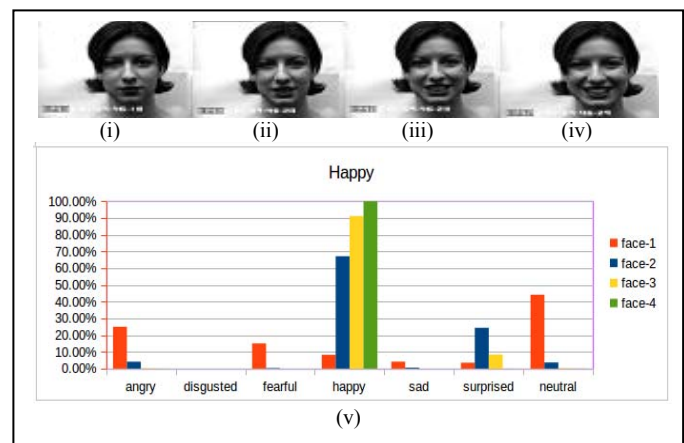 (i) (ii) (iii) (iv)
Happy
100.00%
90.00%
80.00%
70.00%
60.00%
50.00%
40.00%
30.00%
20.00%
10.00%
0.00%
angry disgusted fearful happy sad surprised neutral
face-1
face-2
face-3
face-4
(v)